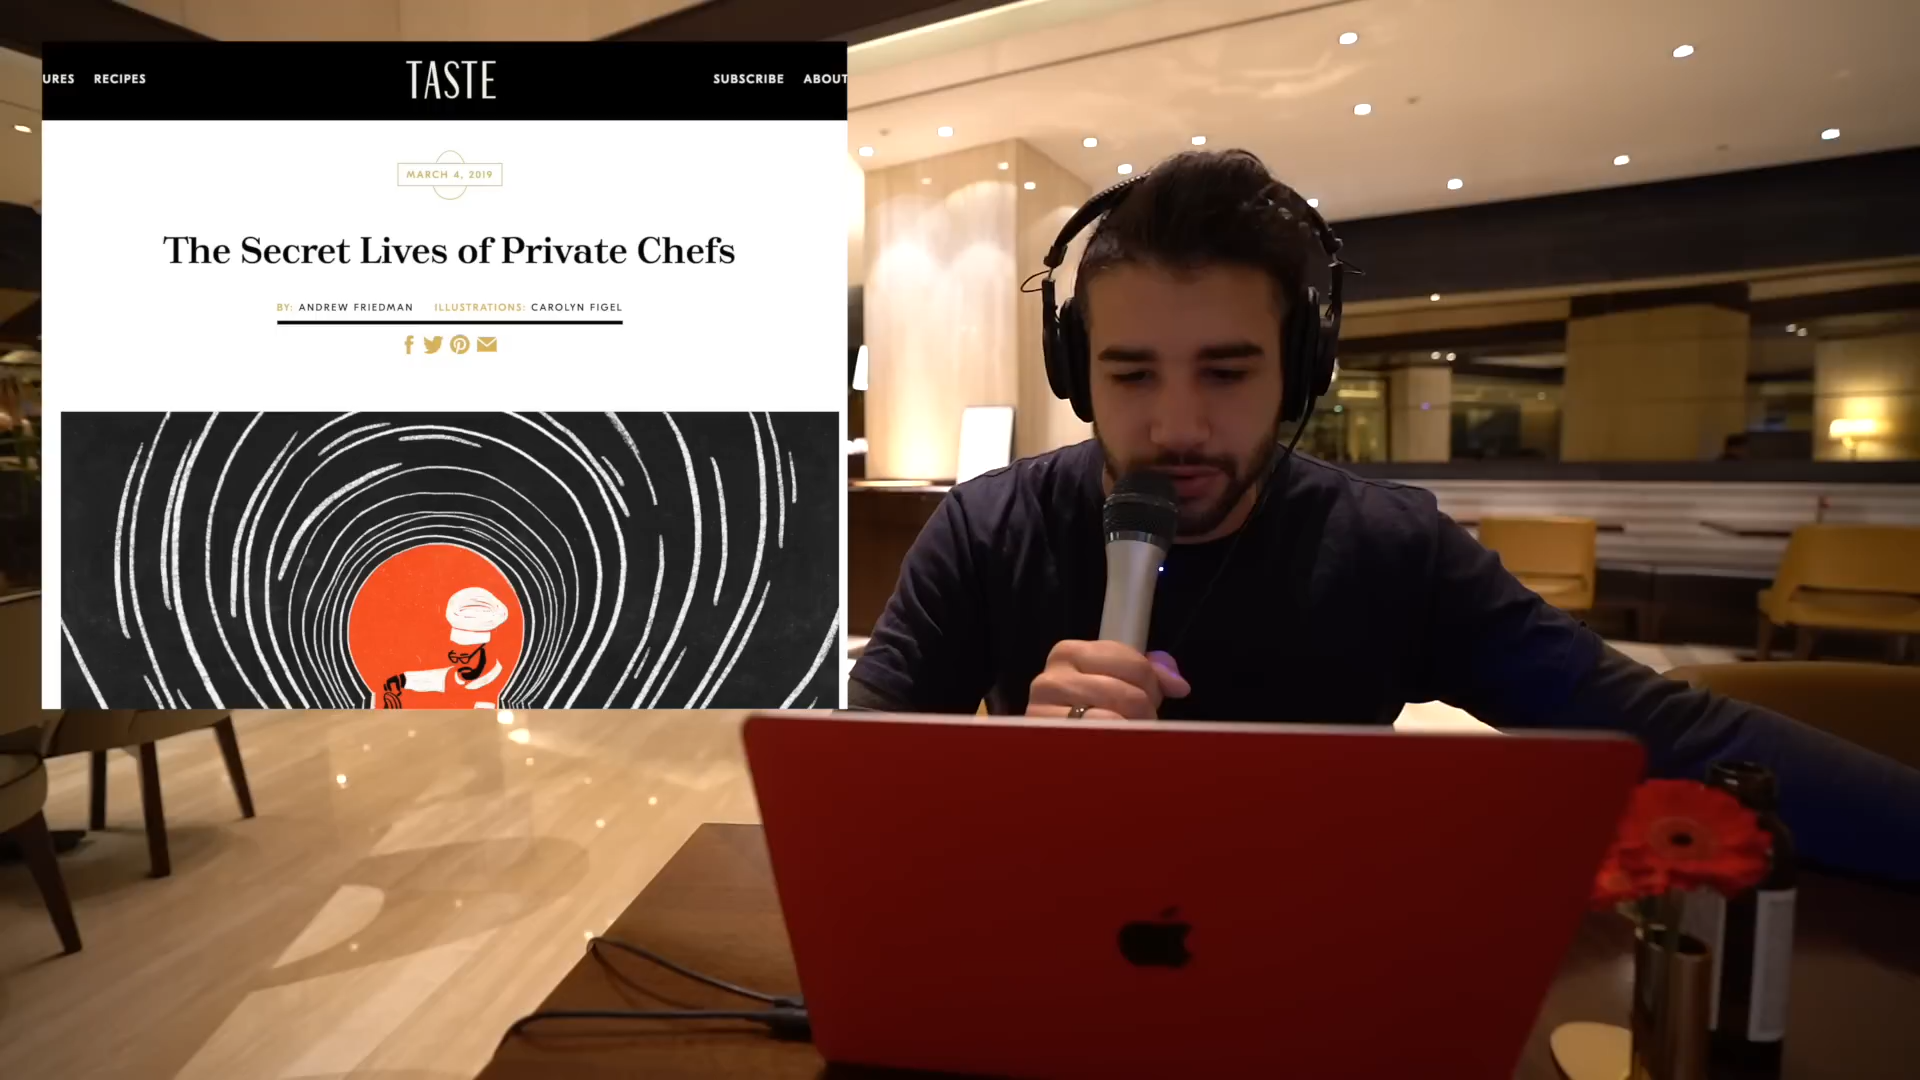 URES RECIPES TASTE SUBSCRIBE ABOUT
MARCH 4, 2019
The Secret Lives of Private Chefs
BY: ANDREW FRIEDMAN ILLUSTRATIONS: CAROLYN FIGEL